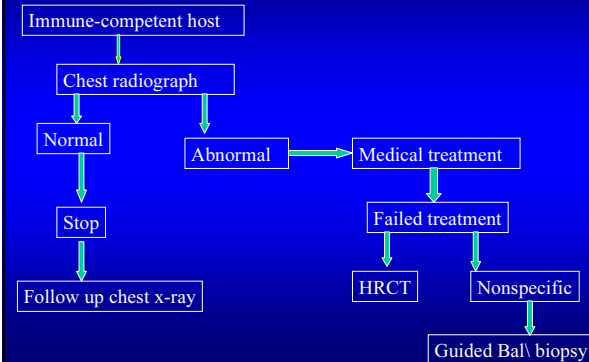 Immune-competent host
Chest radiograph
Normal
Abnormal
Medical treatment
Stop
Failed treatment
Follow up chest x-ray
HRCT
Nonspecific
Guided Bal\ biopsy